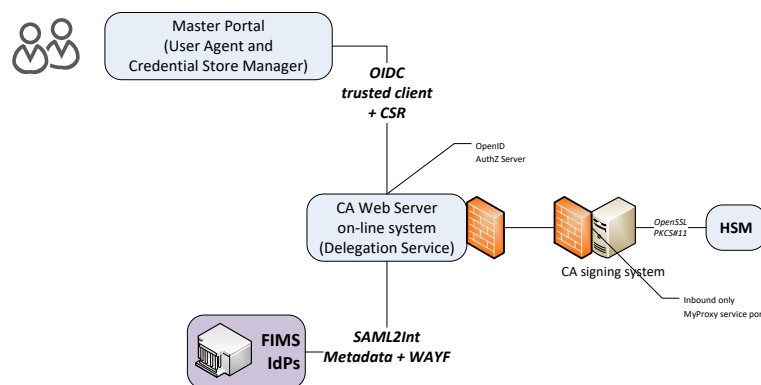 Master Portal
(User Agent and
Credential Store Manager)
OIDC
trusted client
+ CSR
OpenID
AuthZ Server
CA Web Server
on-line system
(Delegation Service)
OpenSSL
PKCS#11
HSM
CA signing system
Inbound only
MyProxy service port
FIMS
IdPs
SAML2Int
Metadata + WAYF